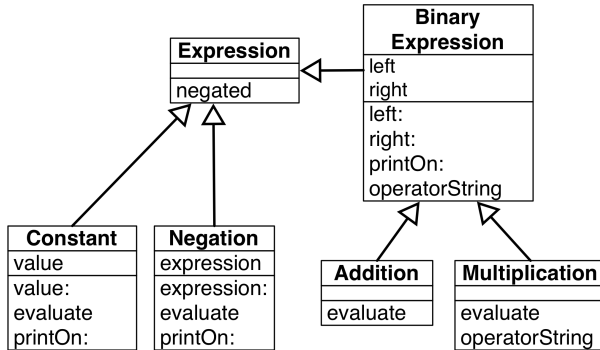 Expression
negated
Binary
Expression
left
right
left:
right:
printOn:
operatorString
Constant
value
value:
evaluate
printOn:
Negation
expression
expression:
evaluate
printOn:
Addition
evaluate
Multiplication
evaluate
operatorString